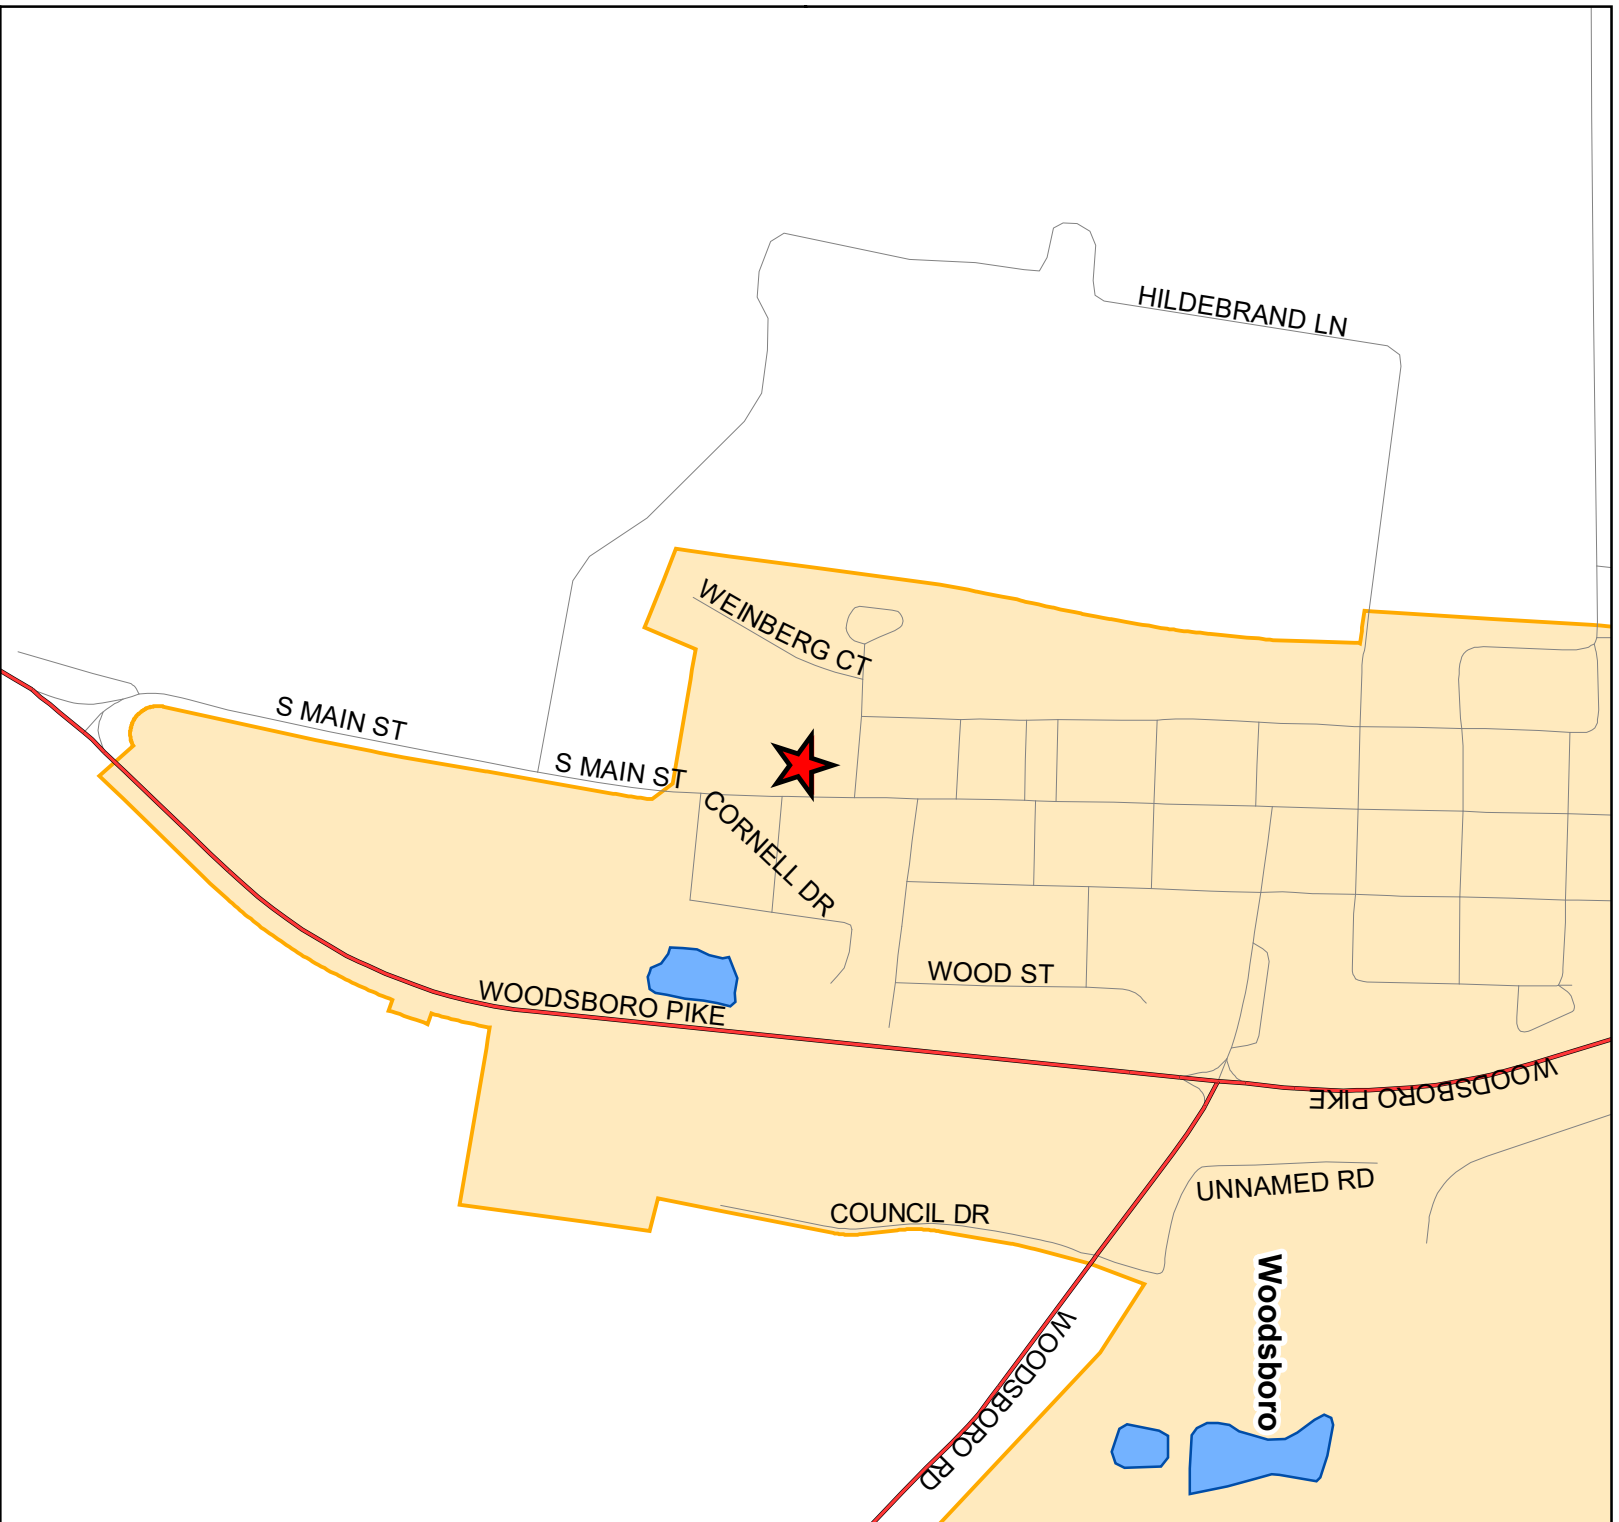 HILDEBRAND LN
WEINBERG CT
S MAIN ST
S MAIN ST
CORNELL DR
WOOD ST
WOODSBORO PIKE
WOODSBORO PIKE
UNNAMED RD
COUNCIL DR
Woodsboro
WOODSBORO RD